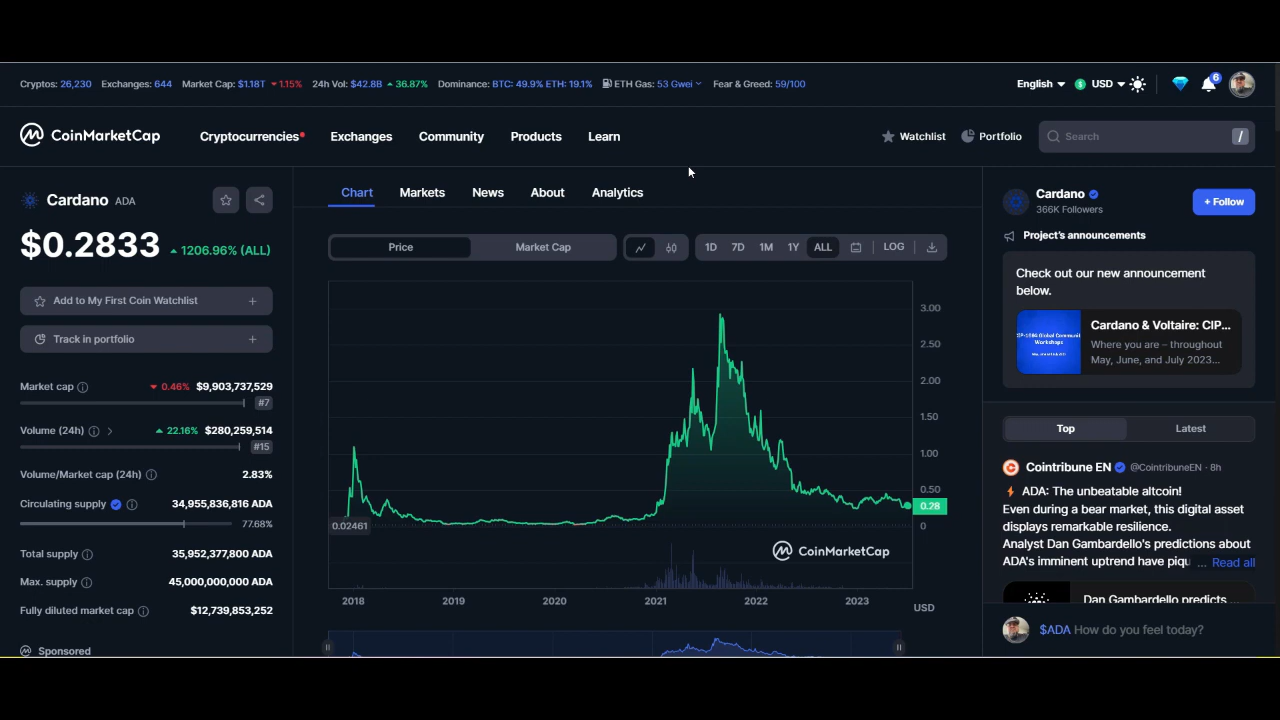 Cryptos: 26,230 Exchanges: 644 Market Cap: $1.18T 1.15% 24h Vol: $42.8B 36.87% Dominance: BTC: 49.9% ETH: 19.1% ETH Gas: 53 Gwei Fear & Greed: 59/100 English USD 6
CoinMarketCap Cryptocurrencies Exchanges Community Products Learn Watchlist Portfolio Search /
Cardano ADA
$0.2833 1206.96% (ALL)
Add to My First Coin Watchlist +
Track in portfolio +
Market cap 0.46% $9,903,737,529
#7
Volume (24h) 22.16% $280,259,514
#15
Volume/Market cap (24h) 2.83%
Circulating supply 34,955,836,816 ADA
77.68%
Total supply 35,952,377,800 ADA
Max. supply 45,000,000,000 ADA
Fully diluted market cap $12,739,853,252
Sponsored
Chart Markets News About Analytics
Price Market Cap 1D 7D 1M 1Y ALL LOG
3.00
2.50
2.00
1.50
1.00
0.50
0.28
0.02461 0
CoinMarketCap
2018 2019 2020 2021 2022 2023 USD
Cardano
366K Followers
+ Follow
Project's announcements
Check out our new announcement
below.
Cardano & Voltaire: CIP...
Where you are – throughout
May, June, and July 2023...
Top Latest
Cointribune EN @CointribuneEN · 8h
ADA: The unbeatable altcoin!
Even during a bear market, this digital asset
displays remarkable resilience.
Analyst Dan Gambardello's predictions about
ADA's imminent uptrend have piqu ... Read all
Dan Gambardello predicts...
$ADA How do you feel today?